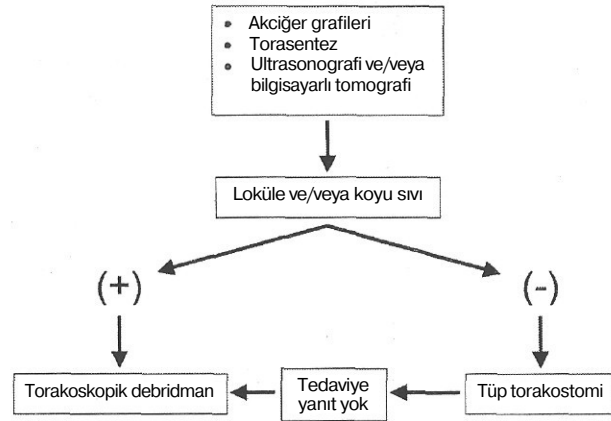 • Akciğer grafileri
• Torasentez
• Ultrasonografi ve/veya
bilgisayarlı tomografi
Loküle ve/veya koyu sıvı
(+)
(-)
Torakoskopik debridman
Tedaviye
yanıt yok
Tüp torakostomi